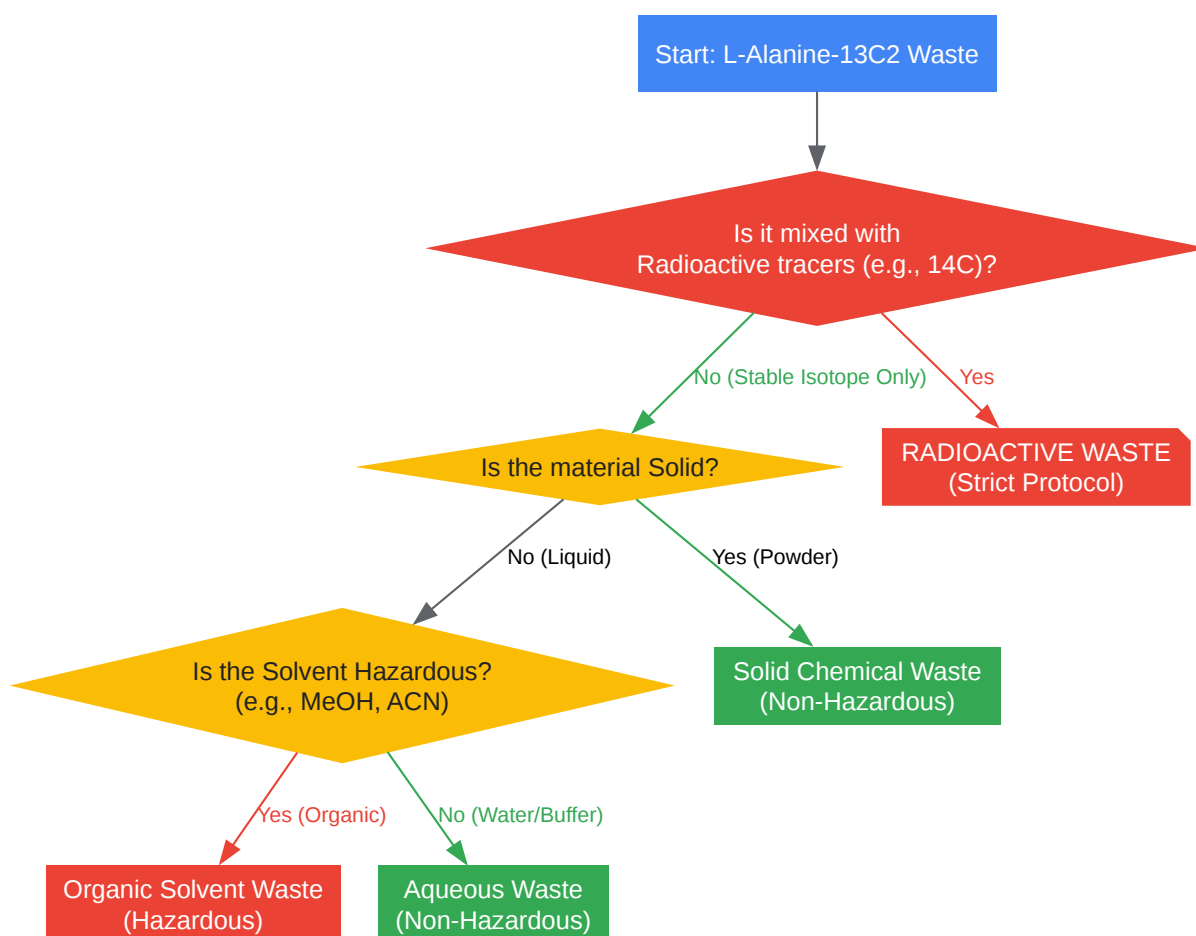 Start: L-Alanine-13C2 Waste
Is it mixed with
Radioactive tracers (e.g., 14C)?
No (Stable Isotope Only)
Yes
RADIOACTIVE WASTE
(Strict Protocol)
Is the material Solid?
No (Liquid)
Yes (Powder)
Is the Solvent Hazardous?
(e.g., MeOH, ACN)
Solid Chemical Waste
(Non-Hazardous)
Yes (Organic)
No (Water/Buffer)
Organic Solvent Waste
(Hazardous)
Aqueous Waste
(Non-Hazardous)